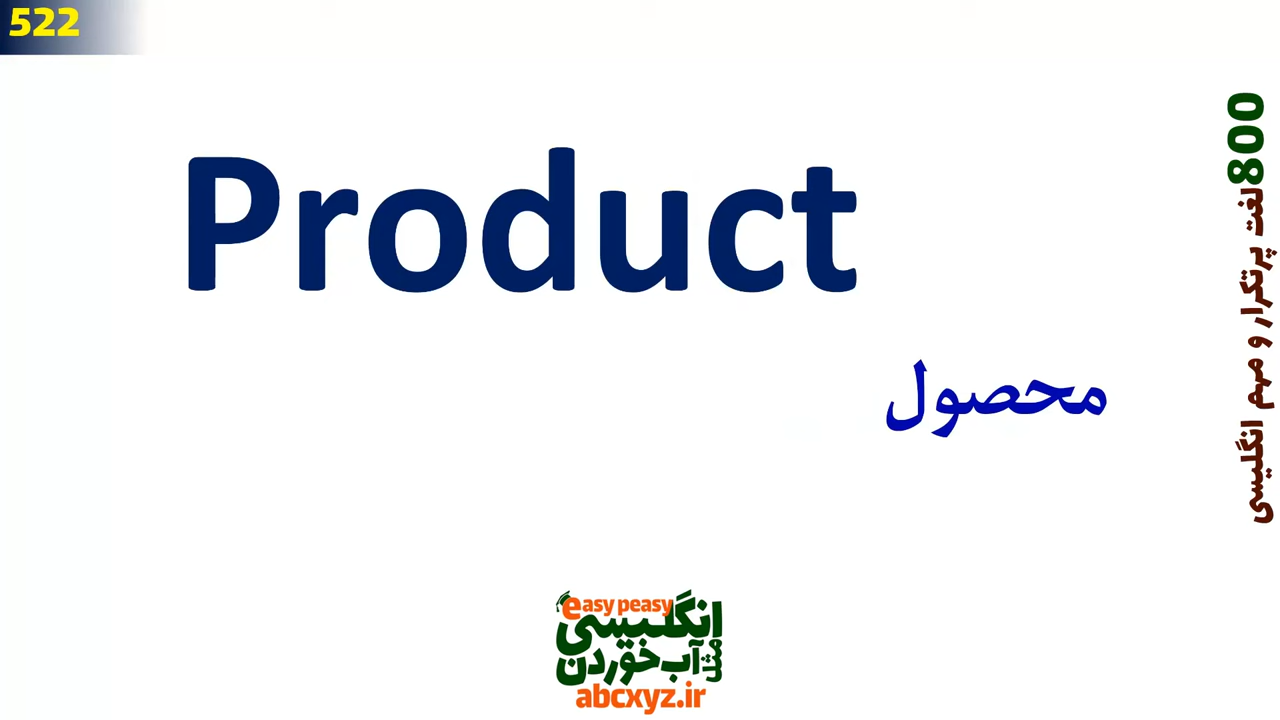 522
Product
محصول
800 لغت پرتکرار و مهم انگلیسی
easy peasy
انگلیسی
مثل آب خوردن
abcxyz.ir